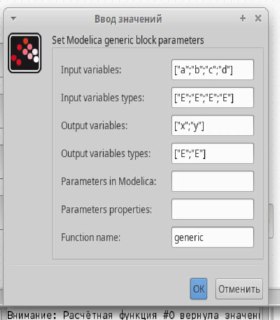 Ввод значений
Set Modelica generic block parameters
Input variables: ["a";"b";"c";"d"]
Input variables types: ["E";"E";"E";"E"]
Output variables: ["x";"y"]
Output variables types: ["E";"E"]
Parameters in Modelica:
Parameters properties:
Function name: generic
OK Отменить
Внимание: Расчётная функция #0 вернула значени